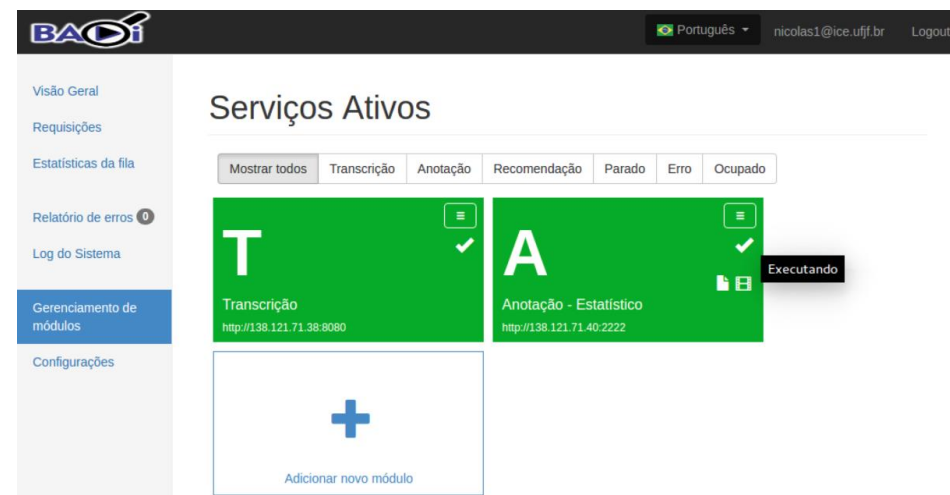 BAVi
Português
nicolas1@ice.ufjf.br
Logout
Visão Geral
Requisições
Estatísticas da fila
Relatório de erros 0
Log do Sistema
Gerenciamento de
módulos
Configurações
Serviços Ativos
Mostrar todos
Transcrição
Anotação
Recomendação
Parado
Erro
Ocupado
T
Transcrição
http://138.121.71.38:8080
A
Executando
Anotação - Estatístico
http://138.121.71.40:2222
Adicionar novo módulo